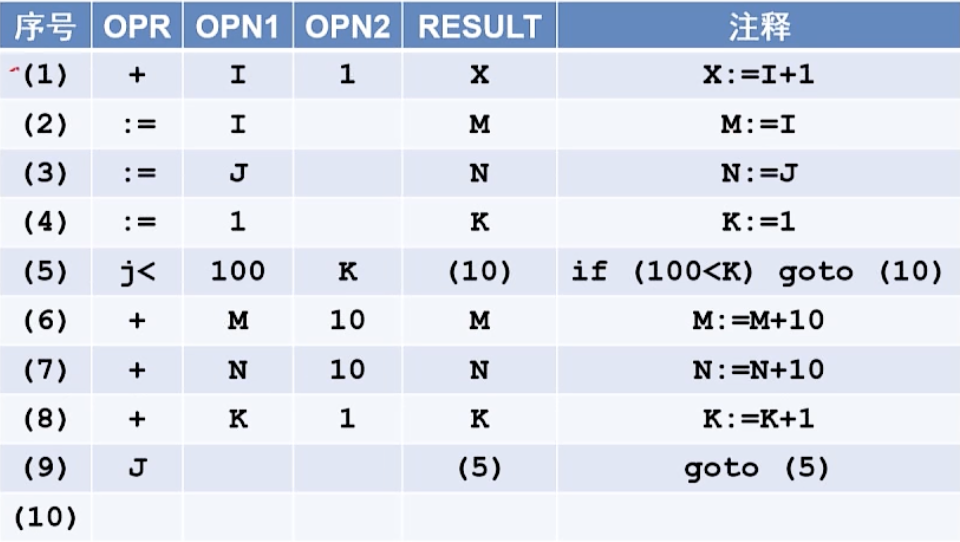 序号 OPR OPN1 OPN2 RESULT 注释
(1) + I 1 X X:=I+1
(2) := I M M:=I
(3) := J N N:=J
(4) := 1 K K:=1
(5) j< 100 K (10) if (100<K) goto (10)
(6) + M 10 M M:=M+10
(7) + N 10 N N:=N+10
(8) + K 1 K K:=K+1
(9) J (5) goto (5)
(10)